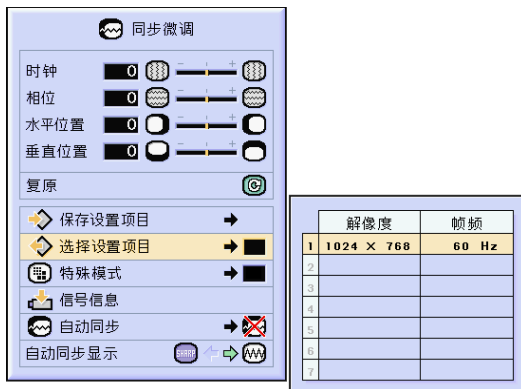 同步微调
时钟 0 - +
相位 0 - +
水平位置 0 - +
垂直位置 0 - +
复原
保存设置项目
选择设置项目
特殊模式
信号信息
自动同步
自动同步显示 SHARP
解像度 帧频
1 1024 × 768 60 Hz
2
3
4
5
6
7